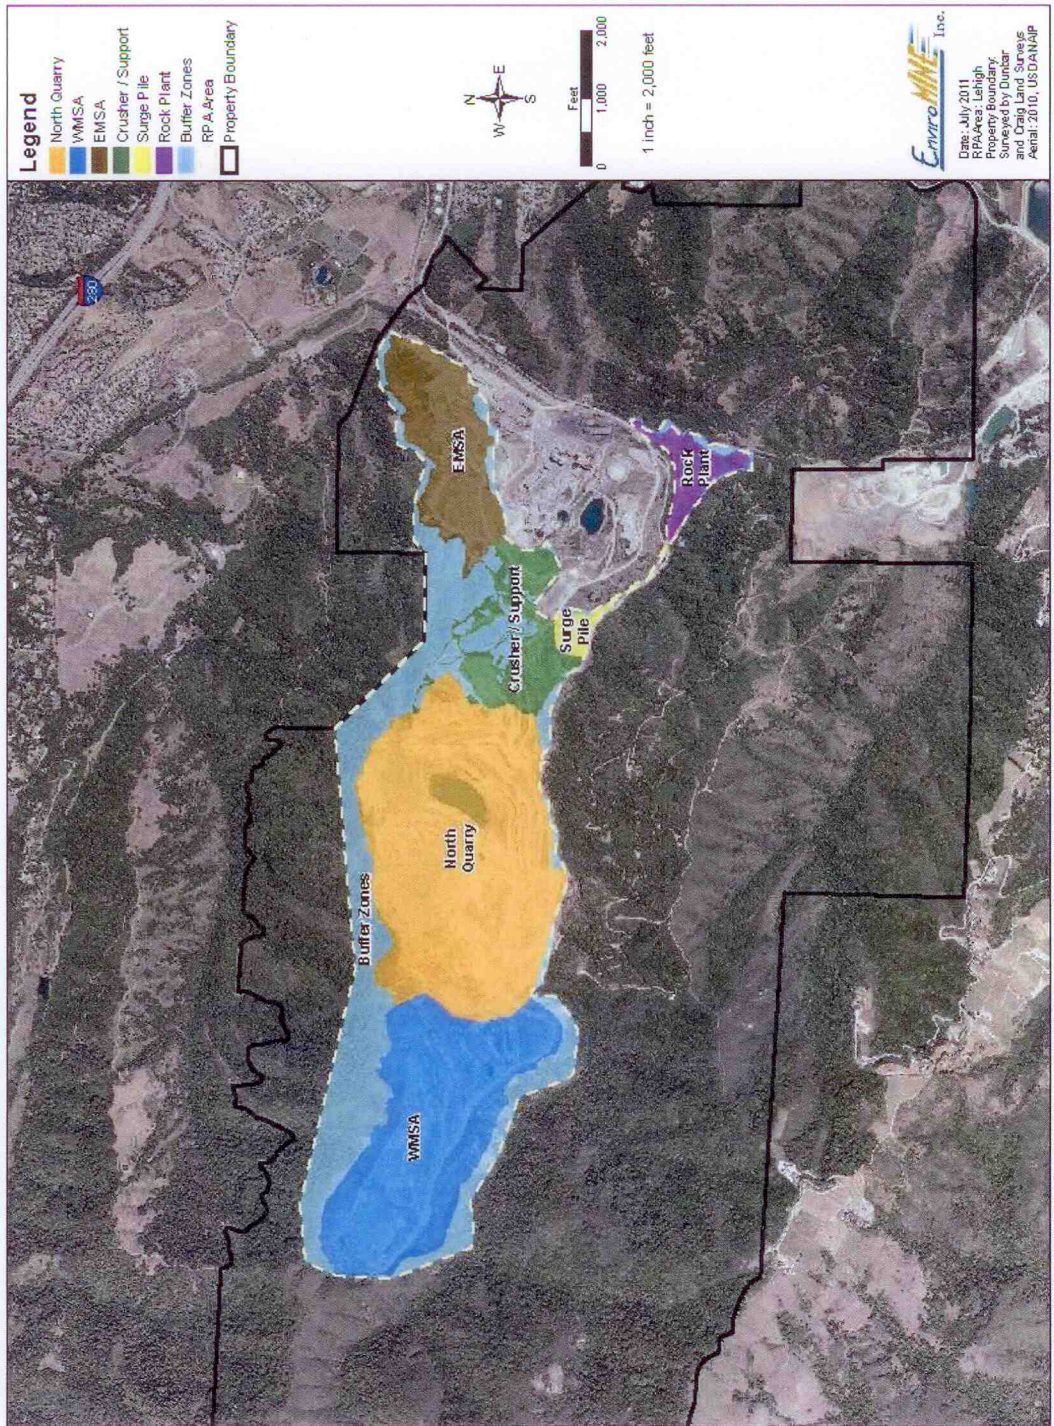 Legend
North Quarry
WMSA
EMSA
Crusher / Support
Surge Pile
Rock Plant
Buffer Zones
RPA Area
Property Boundary
N
W
E
S
Feet
0
1,000
2,000
1 inch = 2,000 feet
EnviroMINE Inc.
Date: July 2011
RPA Area: Lehigh
Property Boundary:
Surveyed by Dunbar
and Craig Land Surveys
Aerial: 2010, USDA NAIP
280
EMSA
Rock
Plant
Crusher / Support
Surge
Pile
North
Quarry
Buffer Zones
WMSA